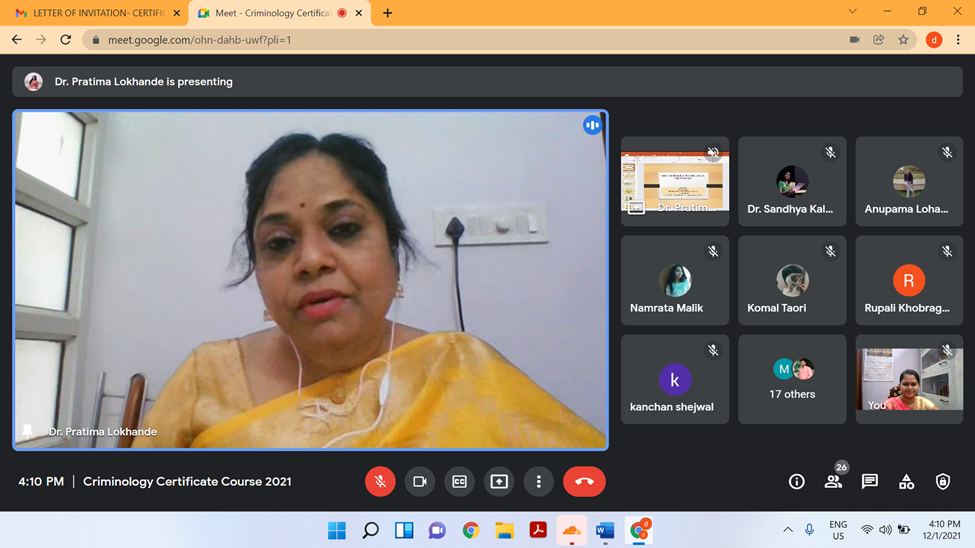 LETTER OF INVITATION- CERTIFIC
Meet - Criminology Certificat
meet.google.com/ohn-dahb-uwf?pli=1
d
Dr. Pratima Lokhande is presenting
Dr. Pratima Lokhande
Dr. Pratim...
Dr. Sandhya Kal...
Anupama Loha...
Namrata Malik
Komal Taori
R
Rupali Khobrag...
k
kanchan shejwal
M
17 others
You
4:10 PM | Criminology Certificate Course 2021
CC
26
ENG
US
4:10 PM
12/1/2021